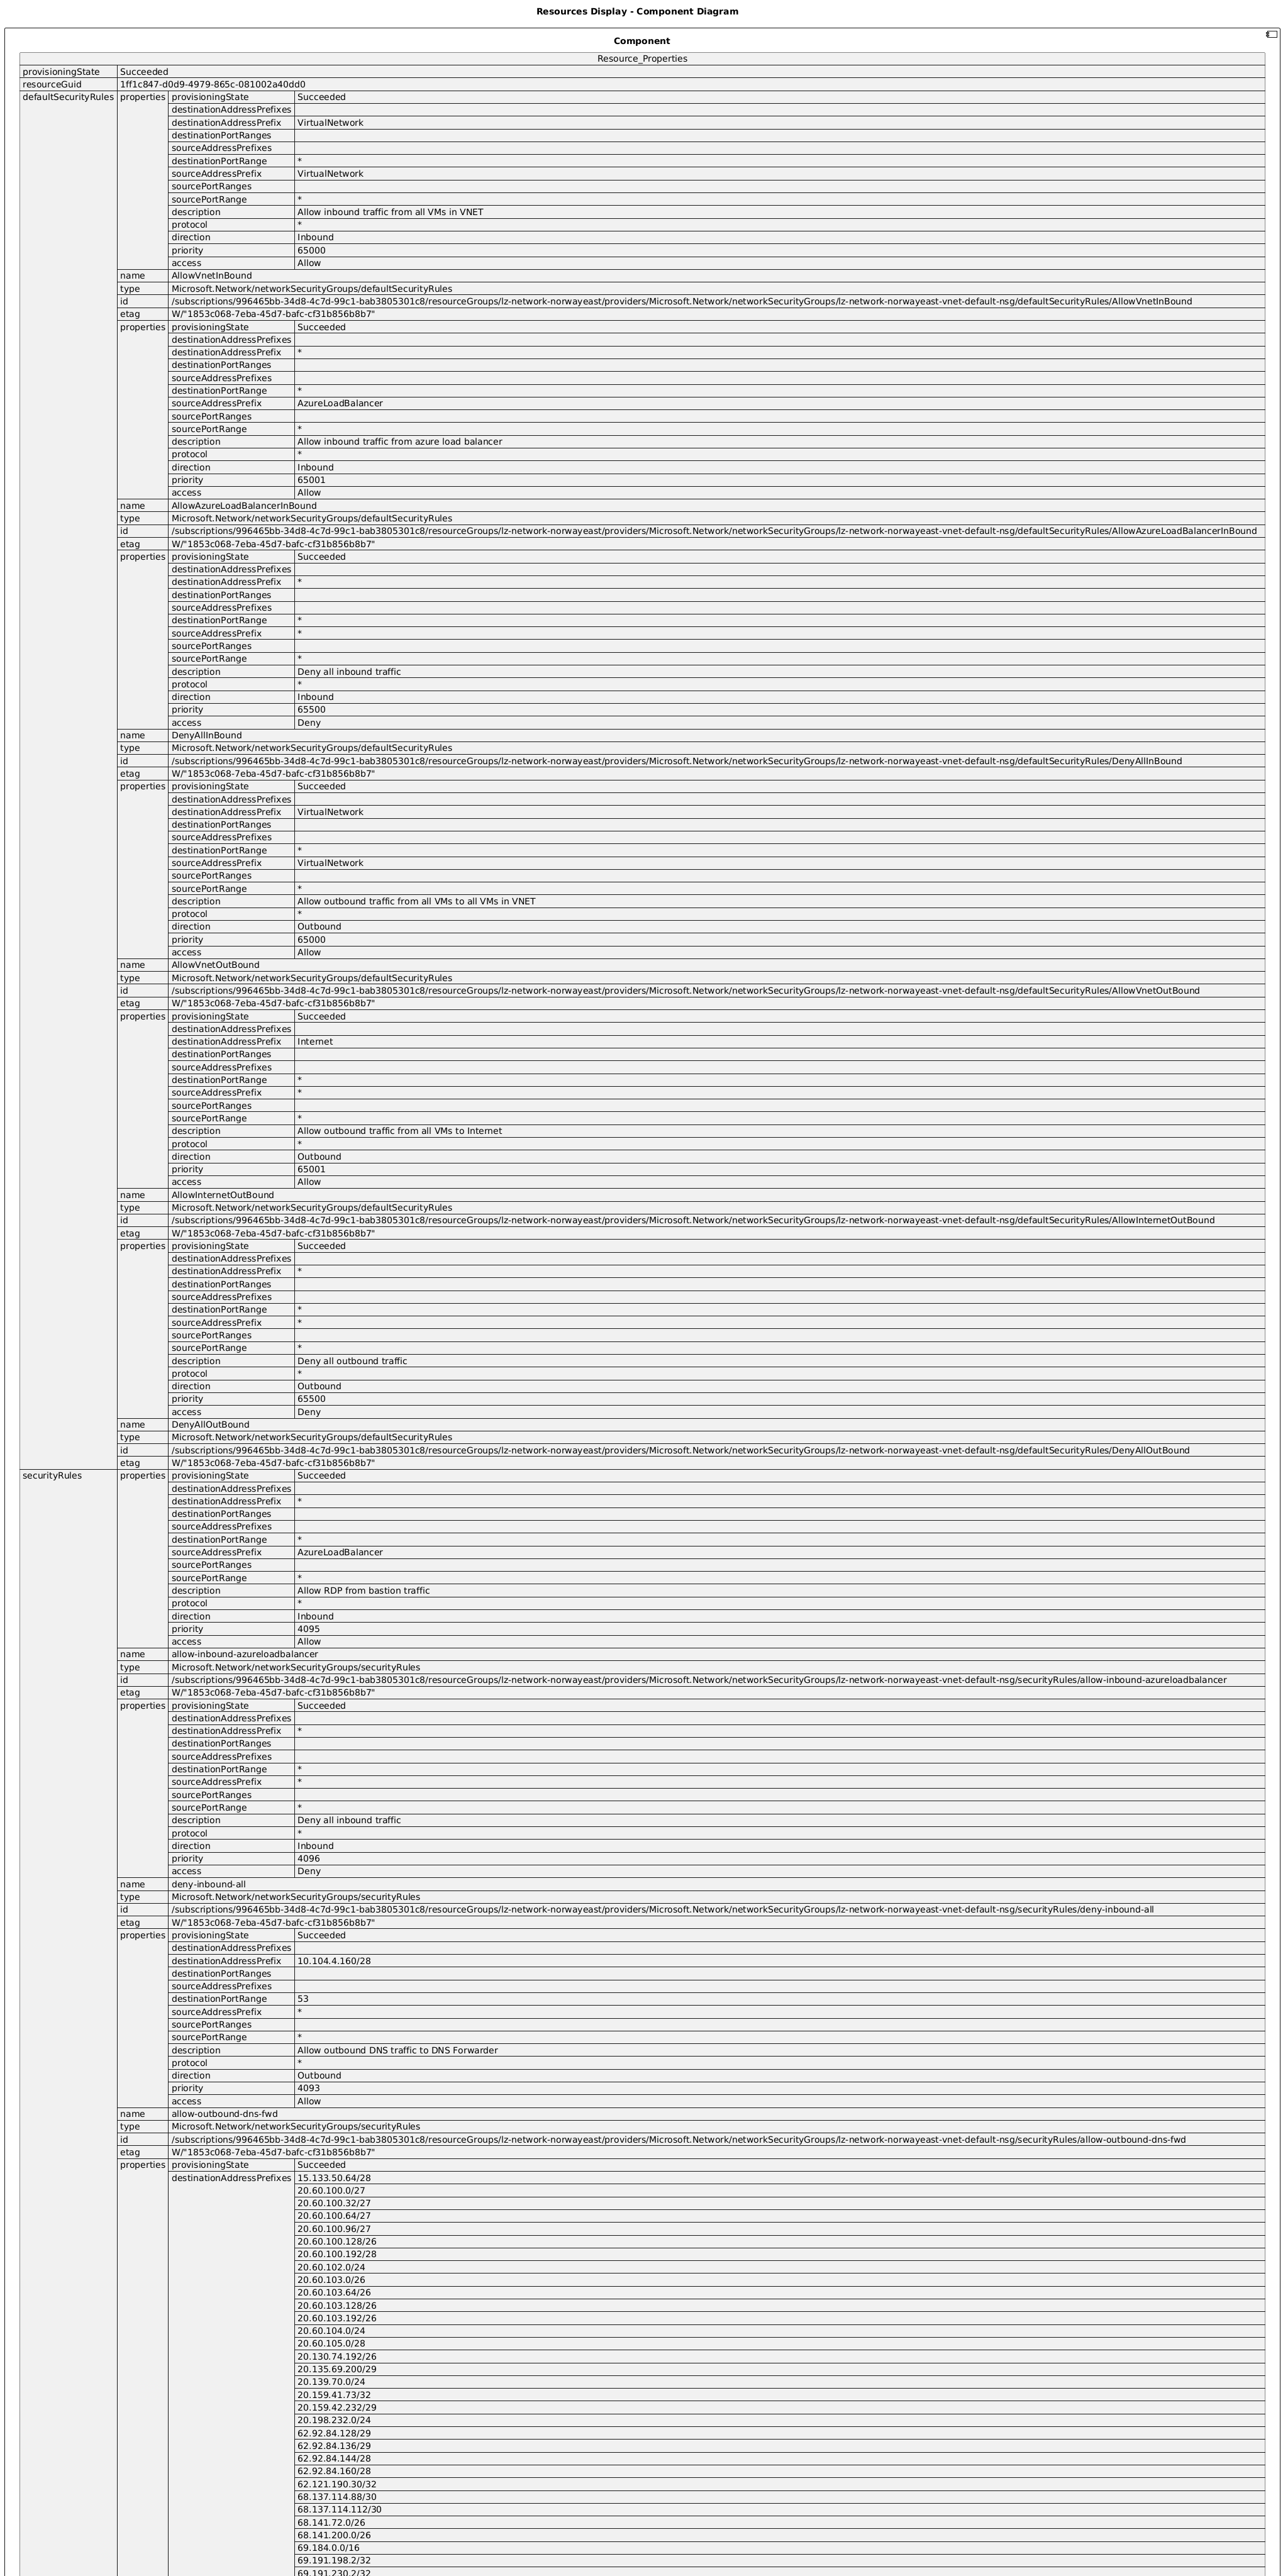 Resources Display - Component Diagram
Component
Resource_Properties
provisioningState Succeeded
resourceGuid 1ff1c847-d0d9-4979-865c-081002a40dd0
defaultSecurityRules properties provisioningState Succeeded
destinationAddressPrefixes
destinationAddressPrefix VirtualNetwork
destinationPortRanges
sourceAddressPrefixes
destinationPortRange *
sourceAddressPrefix VirtualNetwork
sourcePortRanges
sourcePortRange *
description Allow inbound traffic from all VMs in VNET
protocol *
direction Inbound
priority 65000
access Allow
name AllowVnetInBound
type Microsoft.Network/networkSecurityGroups/defaultSecurityRules
id /subscriptions/996465bb-34d8-4c7d-99c1-bab3805301c8/resourceGroups/lz-network-norwayeast/providers/Microsoft.Network/networkSecurityGroups/lz-network-norwayeast-vnet-default-nsg/defaultSecurityRules/AllowVnetInBound
etag W/"1853c068-7eba-45d7-bafc-cf31b856b8b7"
properties provisioningState Succeeded
destinationAddressPrefixes
destinationAddressPrefix *
destinationPortRanges
sourceAddressPrefixes
destinationPortRange *
sourceAddressPrefix AzureLoadBalancer
sourcePortRanges
sourcePortRange *
description Allow inbound traffic from azure load balancer
protocol *
direction Inbound
priority 65001
access Allow
name AllowAzureLoadBalancerInBound
type Microsoft.Network/networkSecurityGroups/defaultSecurityRules
id /subscriptions/996465bb-34d8-4c7d-99c1-bab3805301c8/resourceGroups/lz-network-norwayeast/providers/Microsoft.Network/networkSecurityGroups/lz-network-norwayeast-vnet-default-nsg/defaultSecurityRules/AllowAzureLoadBalancerInBound
etag W/"1853c068-7eba-45d7-bafc-cf31b856b8b7"
properties provisioningState Succeeded
destinationAddressPrefixes
destinationAddressPrefix *
destinationPortRanges
sourceAddressPrefixes
destinationPortRange *
sourceAddressPrefix *
sourcePortRanges
sourcePortRange *
description Deny all inbound traffic
protocol *
direction Inbound
priority 65500
access Deny
name DenyAllInBound
type Microsoft.Network/networkSecurityGroups/defaultSecurityRules
id /subscriptions/996465bb-34d8-4c7d-99c1-bab3805301c8/resourceGroups/lz-network-norwayeast/providers/Microsoft.Network/networkSecurityGroups/lz-network-norwayeast-vnet-default-nsg/defaultSecurityRules/DenyAllInBound
etag W/"1853c068-7eba-45d7-bafc-cf31b856b8b7"
properties provisioningState Succeeded
destinationAddressPrefixes
destinationAddressPrefix VirtualNetwork
destinationPortRanges
sourceAddressPrefixes
destinationPortRange *
sourceAddressPrefix VirtualNetwork
sourcePortRanges
sourcePortRange *
description Allow outbound traffic from all VMs to all VMs in VNET
protocol *
direction Outbound
priority 65000
access Allow
name AllowVnetOutBound
type Microsoft.Network/networkSecurityGroups/defaultSecurityRules
id /subscriptions/996465bb-34d8-4c7d-99c1-bab3805301c8/resourceGroups/lz-network-norwayeast/providers/Microsoft.Network/networkSecurityGroups/lz-network-norwayeast-vnet-default-nsg/defaultSecurityRules/AllowVnetOutBound
etag W/"1853c068-7eba-45d7-bafc-cf31b856b8b7"
properties provisioningState Succeeded
destinationAddressPrefixes
destinationAddressPrefix Internet
destinationPortRanges
sourceAddressPrefixes
destinationPortRange *
sourceAddressPrefix *
sourcePortRanges
sourcePortRange *
description Allow outbound traffic from all VMs to Internet
protocol *
direction Outbound
priority 65001
access Allow
name AllowInternetOutBound
type Microsoft.Network/networkSecurityGroups/defaultSecurityRules
id /subscriptions/996465bb-34d8-4c7d-99c1-bab3805301c8/resourceGroups/lz-network-norwayeast/providers/Microsoft.Network/networkSecurityGroups/lz-network-norwayeast-vnet-default-nsg/defaultSecurityRules/AllowInternetOutBound
etag W/"1853c068-7eba-45d7-bafc-cf31b856b8b7"
properties provisioningState Succeeded
destinationAddressPrefixes
destinationAddressPrefix *
destinationPortRanges
sourceAddressPrefixes
destinationPortRange *
sourceAddressPrefix *
sourcePortRanges
sourcePortRange *
description Deny all outbound traffic
protocol *
direction Outbound
priority 65500
access Deny
name DenyAllOutBound
type Microsoft.Network/networkSecurityGroups/defaultSecurityRules
id /subscriptions/996465bb-34d8-4c7d-99c1-bab3805301c8/resourceGroups/lz-network-norwayeast/providers/Microsoft.Network/networkSecurityGroups/lz-network-norwayeast-vnet-default-nsg/defaultSecurityRules/DenyAllOutBound
etag W/"1853c068-7eba-45d7-bafc-cf31b856b8b7"
securityRules properties provisioningState Succeeded
destinationAddressPrefixes
destinationAddressPrefix *
destinationPortRanges
sourceAddressPrefixes
destinationPortRange *
sourceAddressPrefix AzureLoadBalancer
sourcePortRanges
sourcePortRange *
description Allow RDP from bastion traffic
protocol *
direction Inbound
priority 4095
access Allow
name allow-inbound-azureloadbalancer
type Microsoft.Network/networkSecurityGroups/securityRules
id /subscriptions/996465bb-34d8-4c7d-99c1-bab3805301c8/resourceGroups/lz-network-norwayeast/providers/Microsoft.Network/networkSecurityGroups/lz-network-norwayeast-vnet-default-nsg/securityRules/allow-inbound-azureloadbalancer
etag W/"1853c068-7eba-45d7-bafc-cf31b856b8b7"
properties provisioningState Succeeded
destinationAddressPrefixes
destinationAddressPrefix *
destinationPortRanges
sourceAddressPrefixes
destinationPortRange *
sourceAddressPrefix *
sourcePortRanges
sourcePortRange *
description Deny all inbound traffic
protocol *
direction Inbound
priority 4096
access Deny
name deny-inbound-all
type Microsoft.Network/networkSecurityGroups/securityRules
id /subscriptions/996465bb-34d8-4c7d-99c1-bab3805301c8/resourceGroups/lz-network-norwayeast/providers/Microsoft.Network/networkSecurityGroups/lz-network-norwayeast-vnet-default-nsg/securityRules/deny-inbound-all
etag W/"1853c068-7eba-45d7-bafc-cf31b856b8b7"
properties provisioningState Succeeded
destinationAddressPrefixes
destinationAddressPrefix 10.104.4.160/28
destinationPortRanges
sourceAddressPrefixes
destinationPortRange 53
sourceAddressPrefix *
sourcePortRanges
sourcePortRange *
description Allow outbound DNS traffic to DNS Forwarder
protocol *
direction Outbound
priority 4093
access Allow
name allow-outbound-dns-fwd
type Microsoft.Network/networkSecurityGroups/securityRules
id /subscriptions/996465bb-34d8-4c7d-99c1-bab3805301c8/resourceGroups/lz-network-norwayeast/providers/Microsoft.Network/networkSecurityGroups/lz-network-norwayeast-vnet-default-nsg/securityRules/allow-outbound-dns-fwd
etag W/"1853c068-7eba-45d7-bafc-cf31b856b8b7"
properties provisioningState Succeeded
destinationAddressPrefixes 15.133.50.64/28
20.60.100.0/27
20.60.100.32/27
20.60.100.64/27
20.60.100.96/27
20.60.100.128/26
20.60.100.192/28
20.60.102.0/24
20.60.103.0/26
20.60.103.64/26
20.60.103.128/26
20.60.103.192/26
20.60.104.0/24
20.60.105.0/28
20.130.74.192/26
20.135.69.200/29
20.139.70.0/24
20.159.41.73/32
20.159.42.232/29
20.198.232.0/24
62.92.84.128/29
62.92.84.136/29
62.92.84.144/28
62.92.84.160/28
62.121.190.30/32
68.137.114.88/30
68.137.114.112/30
68.141.72.0/26
68.141.200.0/26
69.184.0.0/16
69.191.198.2/32
69.191.230.2/32